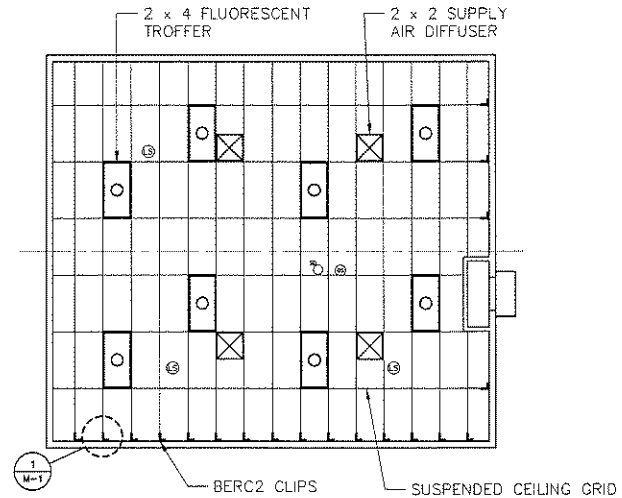 2 x 4 FLUORESCENT
TROFFER
2 x 2 SUPPLY
AIR DIFFUSER
LS
LS
LS
1
M-1
BERC2 CLIPS
SUSPENDED CEILING GRID